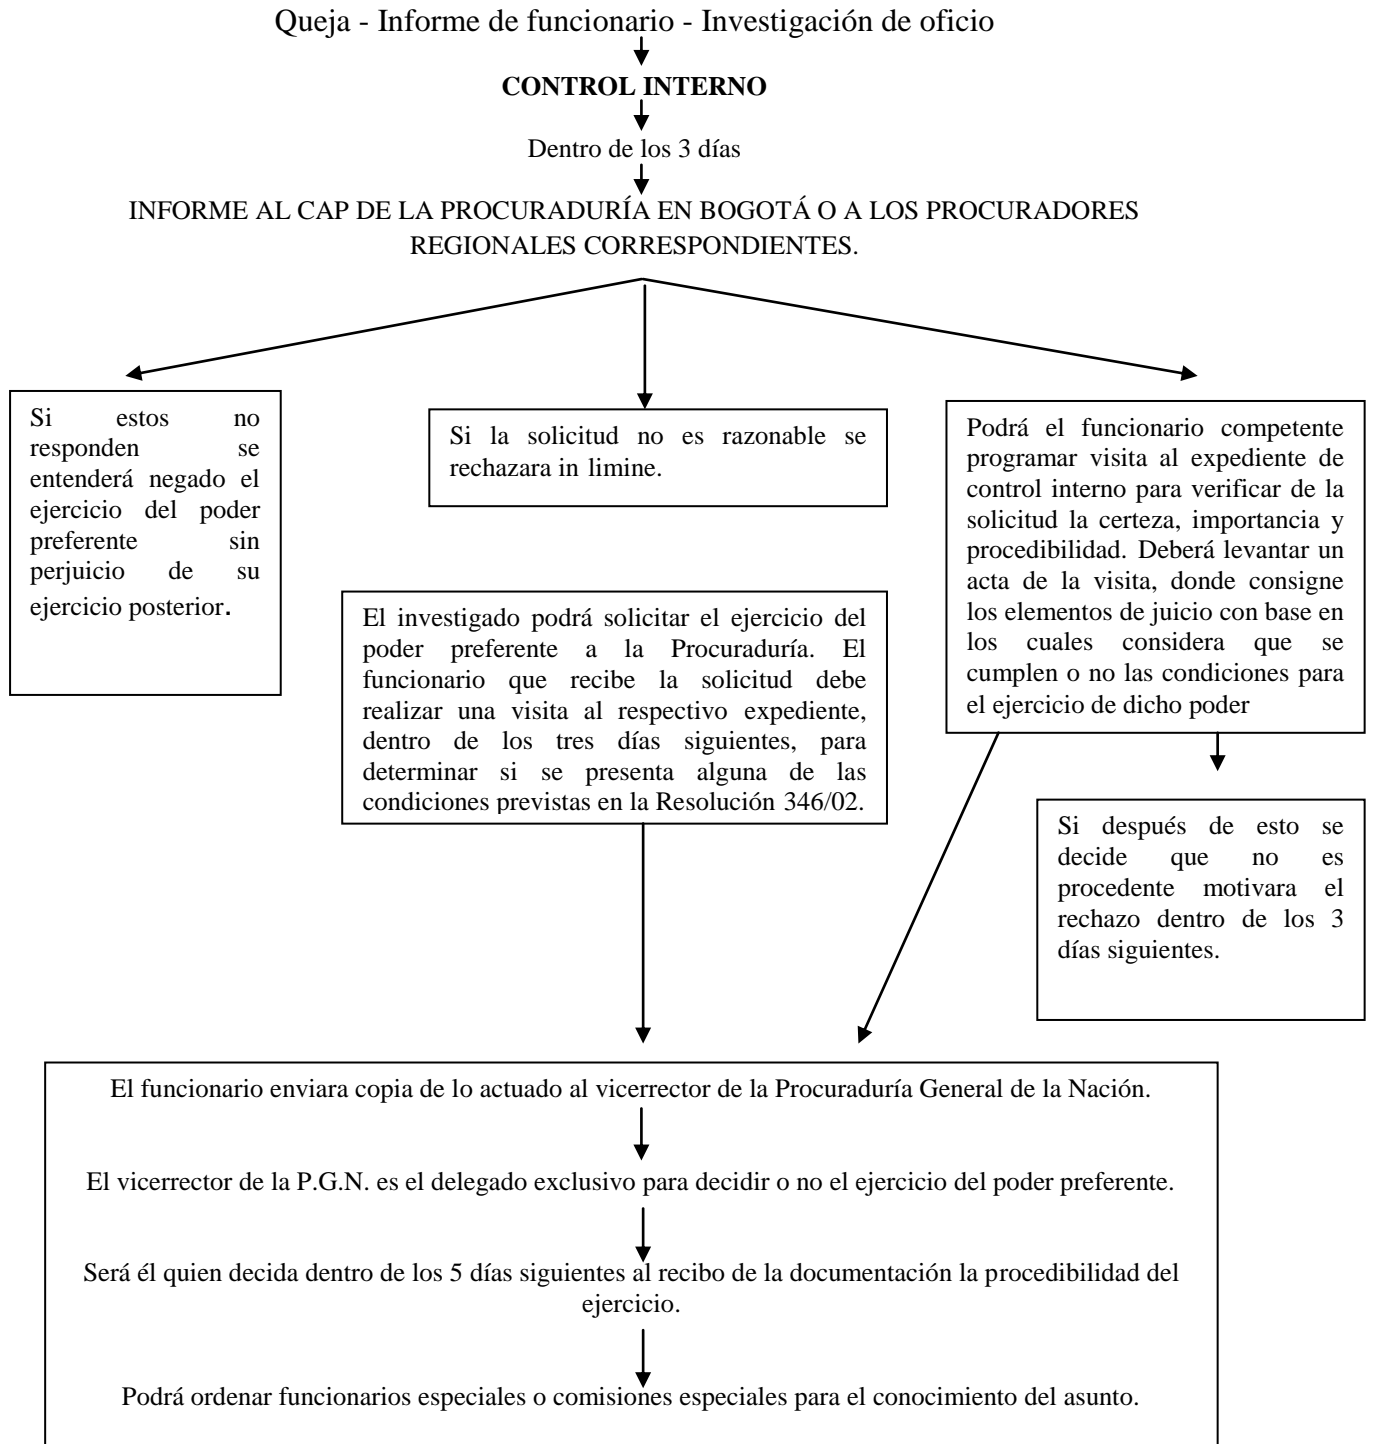 Queja - Informe de funcionario - Investigación de oficio
CONTROL INTERNO
Dentro de los 3 días
INFORME AL CAP DE LA PROCURADURÍA EN BOGOTÁ O A LOS PROCURADORES
REGIONALES CORRESPONDIENTES.
Si estos no
responden se
entenderá negado el
ejercicio del poder
preferente sin
perjuicio de su
ejercicio posterior.
Si la solicitud no es razonable se
rechazara in limine.
Podrá el funcionario competente
programar visita al expediente de
control interno para verificar de la
solicitud la certeza, importancia y
procedibilidad. Deberá levantar un
acta de la visita, donde consigne
los elementos de juicio con base en
los cuales considera que se
cumplen o no las condiciones para
el ejercicio de dicho poder
El investigado podrá solicitar el ejercicio del
poder preferente a la Procuraduría. El
funcionario que recibe la solicitud debe
realizar una visita al respectivo expediente,
dentro de los tres días siguientes, para
determinar si se presenta alguna de las
condiciones previstas en la Resolución 346/02.
Si después de esto se
decide que no es
procedente motivara el
rechazo dentro de los 3
días siguientes.
El funcionario enviara copia de lo actuado al vicerrector de la Procuraduría General de la Nación.
El vicerrector de la P.G.N. es el delegado exclusivo para decidir o no el ejercicio del poder preferente.
Será él quien decida dentro de los 5 días siguientes al recibo de la documentación la procedibilidad del
ejercicio.
Podrá ordenar funcionarios especiales o comisiones especiales para el conocimiento del asunto.